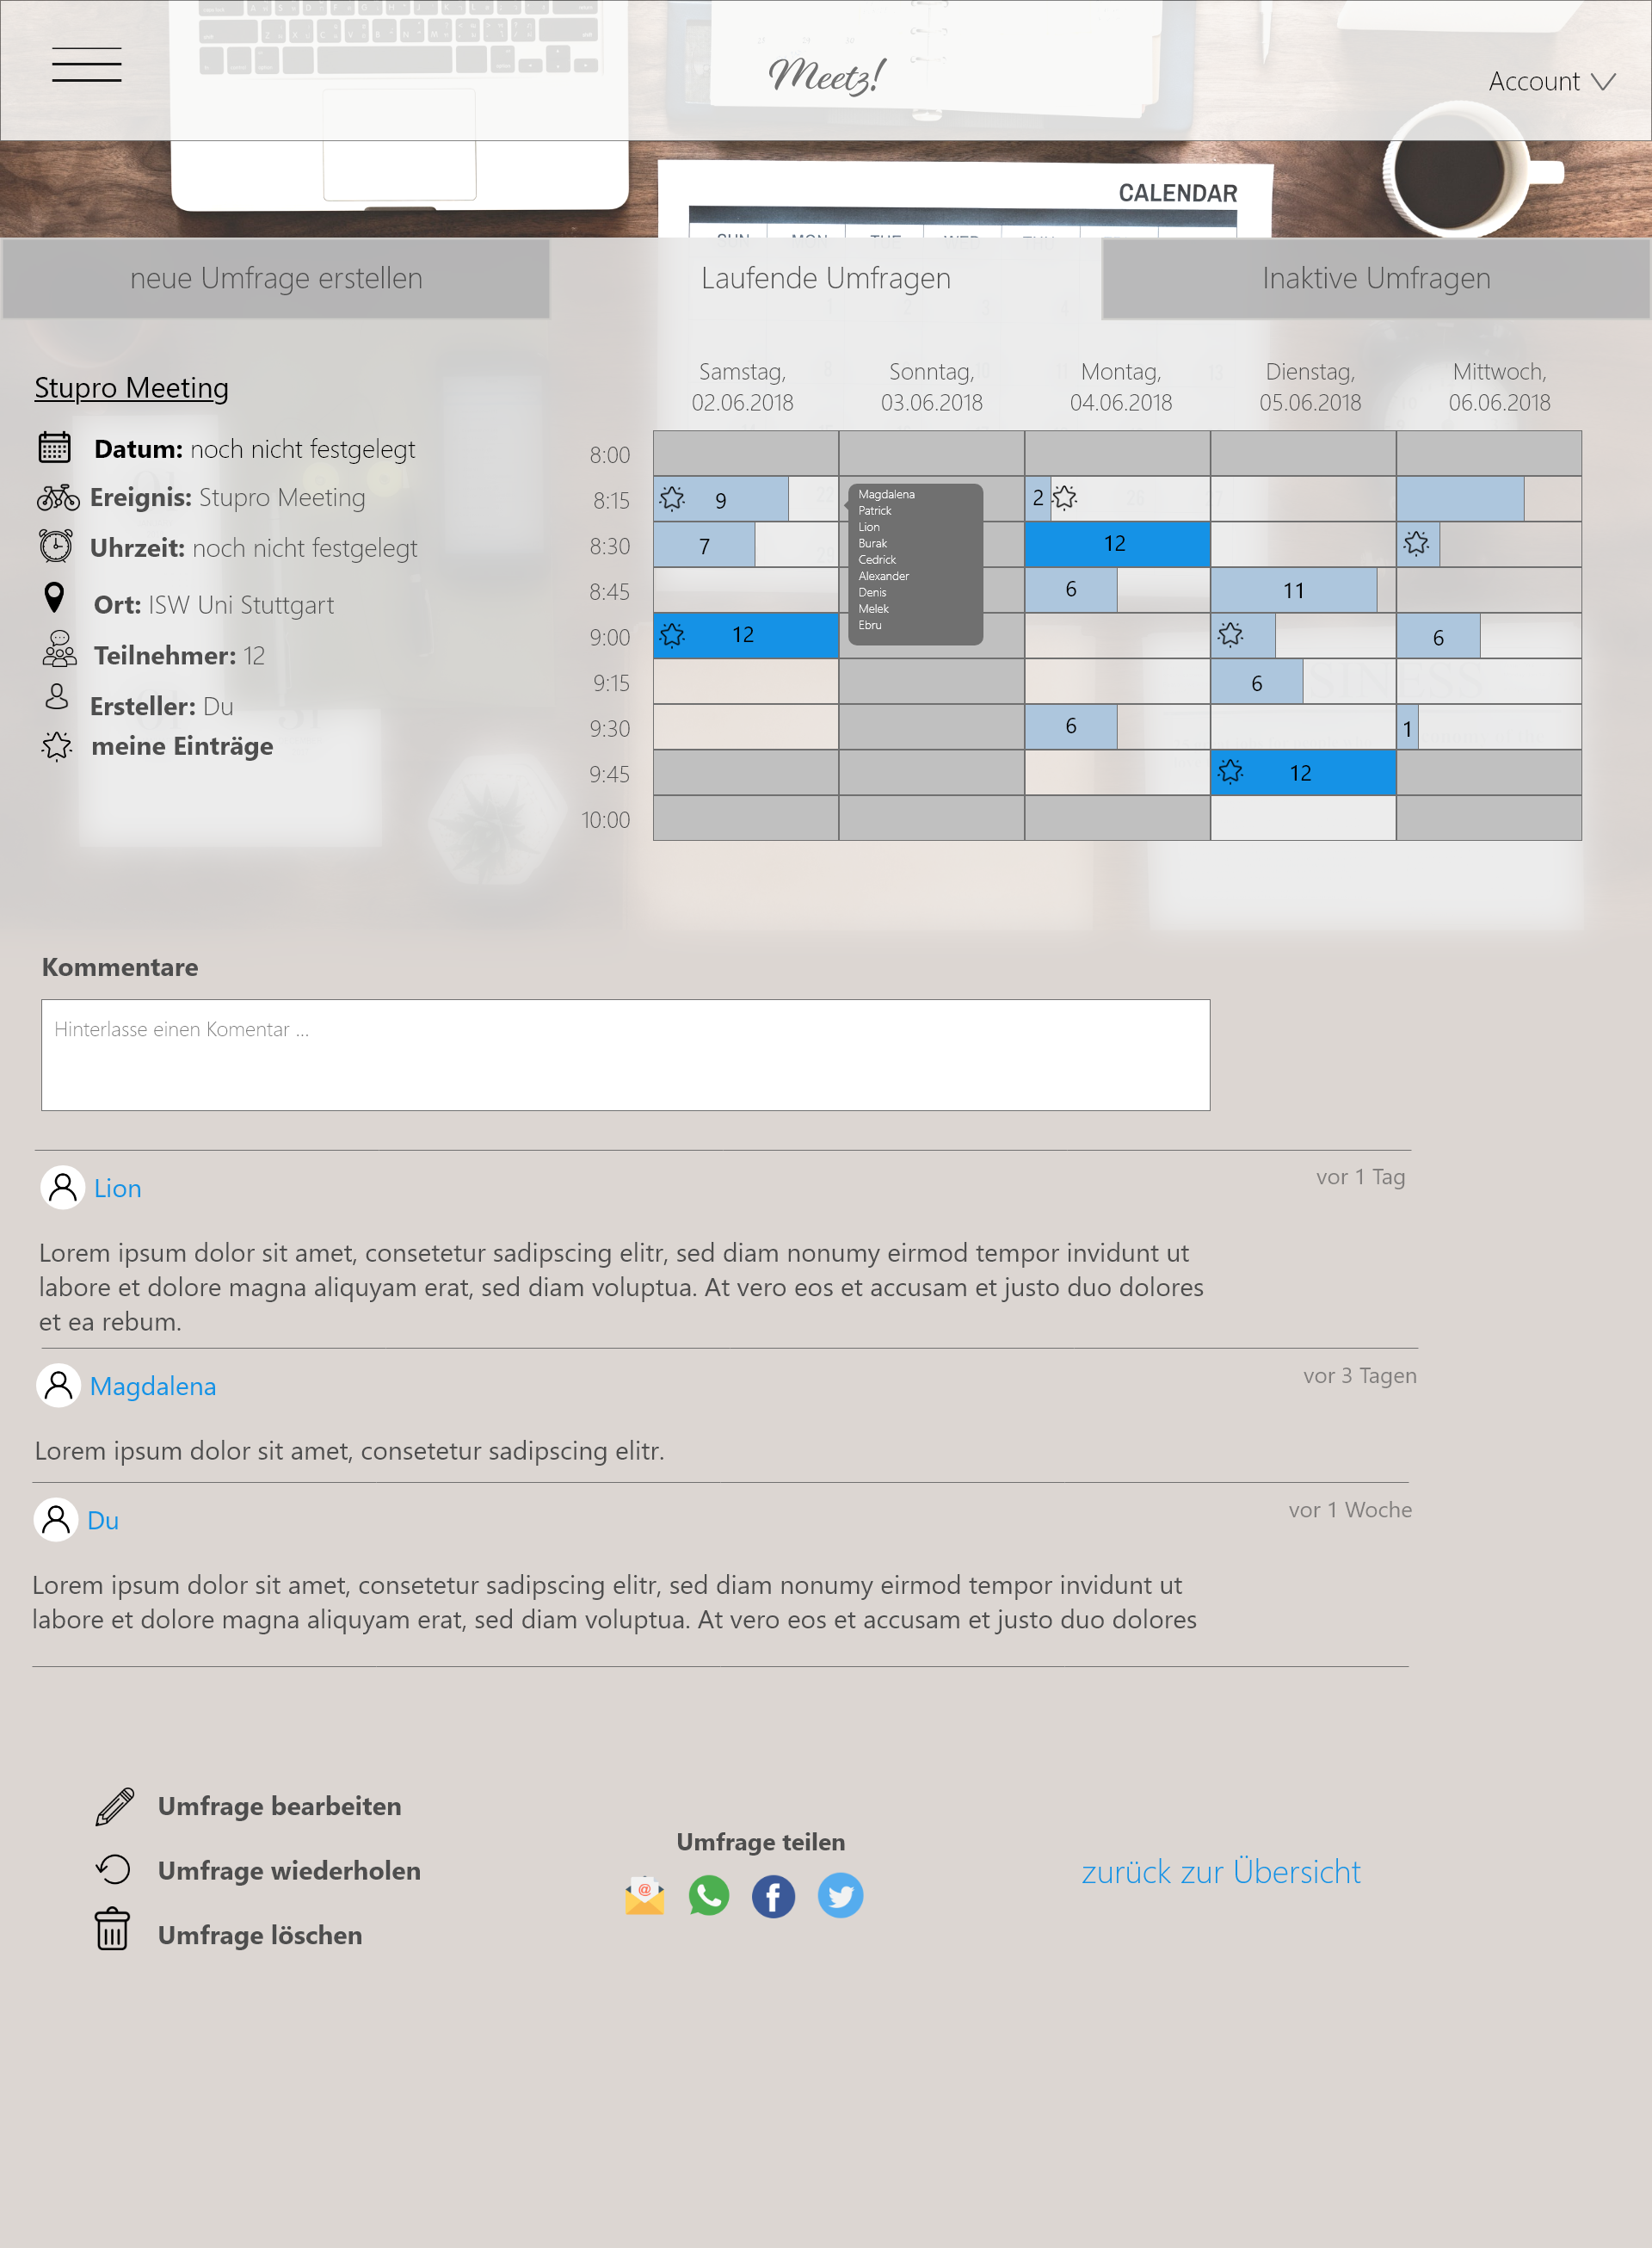 Meetz!
Account
CALENDAR
SUN MON TUE WED THU
neue Umfrage erstellen
Laufende Umfragen
Inaktive Umfragen
Stupro Meeting
Datum: noch nicht festgelegt
Ereignis: Stupro Meeting
Uhrzeit: noch nicht festgelegt
Ort: ISW Uni Stuttgart
Teilnehmer: 12
Ersteller: Du
meine Einträge
Samstag,
02.06.2018
Sonntag,
03.06.2018
Montag,
04.06.2018
Dienstag,
05.06.2018
Mittwoch,
06.06.2018
8:00
8:15 9 2
8:30 7 12
8:45 6 11
9:00 12 6
9:15 6
9:30 6 1
9:45 12
10:00
Magdalena
Patrick
Lion
Burak
Cedrick
Alexander
Denis
Melek
Ebru
Kommentare
Hinterlasse einen Komentar ...
Lion
vor 1 Tag
Lorem ipsum dolor sit amet, consetetur sadipscing elitr, sed diam nonumy eirmod tempor invidunt ut
labore et dolore magna aliquyam erat, sed diam voluptua. At vero eos et accusam et justo duo dolores
et ea rebum.
Magdalena
vor 3 Tagen
Lorem ipsum dolor sit amet, consetetur sadipscing elitr.
Du
vor 1 Woche
Lorem ipsum dolor sit amet, consetetur sadipscing elitr, sed diam nonumy eirmod tempor invidunt ut
labore et dolore magna aliquyam erat, sed diam voluptua. At vero eos et accusam et justo duo dolores
Umfrage bearbeiten
Umfrage wiederholen
Umfrage löschen
Umfrage teilen
zurück zur Übersicht